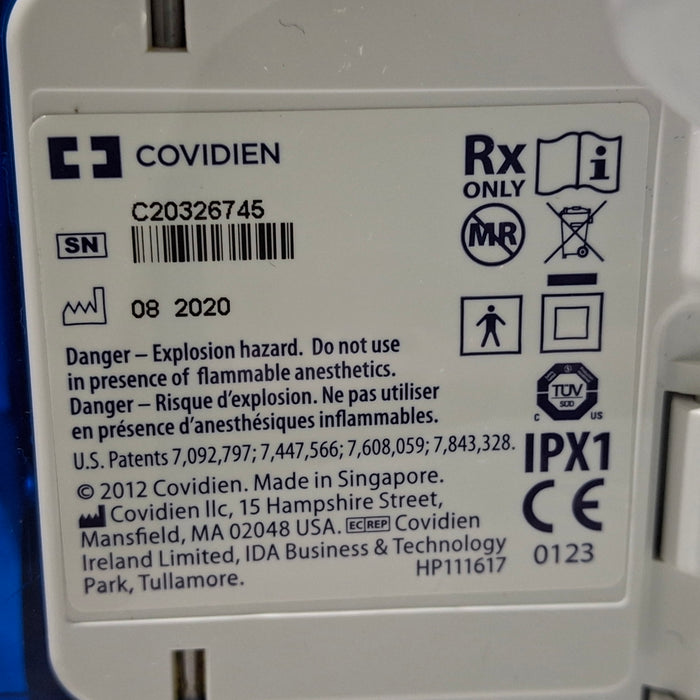 COVIDIEN
Rx ONLY
i
C20326745
SN
MR
08 2020
Danger – Explosion hazard. Do not use
in presence of flammable anesthetics.
Danger – Risque d'explosion. Ne pas utiliser
en présence d'anesthésiques inflammables.
TÜV
SÜD
C US
U.S. Patents 7,092,797; 7,447,566; 7,608,059; 7,843,328.
IPX1
© 2012 Covidien. Made in Singapore.
Covidien llc, 15 Hampshire Street,
Mansfield, MA 02048 USA. EC REP Covidien
Ireland Limited, IDA Business & Technology
Park, Tullamore.
HP111617
CE
0123